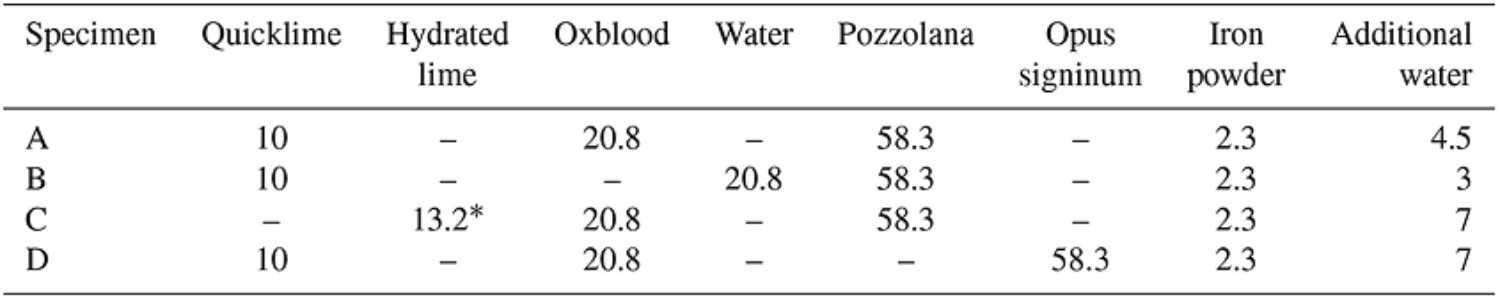 Specimen Quicklime Hydrated lime Oxblood Water Pozzolana Opus signinum Iron powder Additional water
A 10 – 20.8 – 58.3 – 2.3 4.5
B 10 – – 20.8 58.3 – 2.3 3
C – 13.2* 20.8 – 58.3 – 2.3 7
D 10 – 20.8 – – 58.3 2.3 7